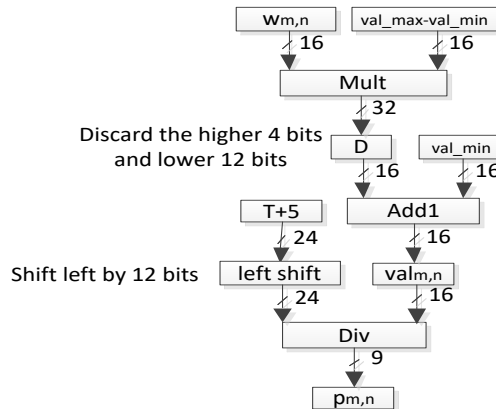 wm,n val_max-val_min
16 16
Mult
32
Discard the higher 4 bits
and lower 12 bits
D val_min
16 16
T+5 Add1
24 16
Shift left by 12 bits left shift valm,n
24 16
Div
9
pm,n